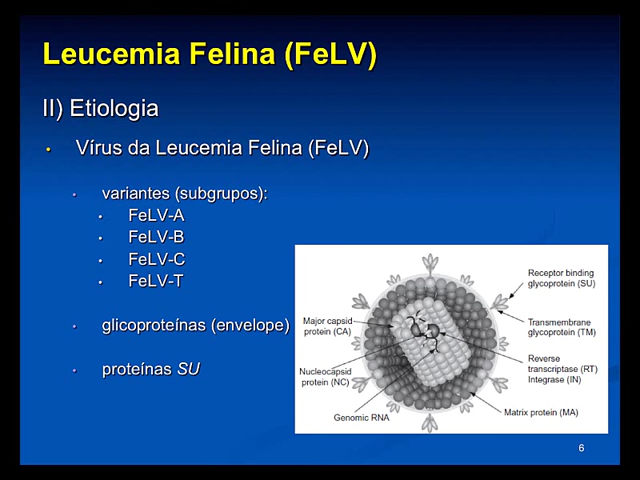 Leucemia Felina (FeLV)
II) Etiologia
• Vírus da Leucemia Felina (FeLV)
• variantes (subgrupos):
• FeLV-A
• FeLV-B
• FeLV-C
• FeLV-T
• glicoproteínas (envelope)
• proteínas SU
Receptor binding
glycoprotein (SU)
Major capsid
protein (CA)
Transmembrane
glycoprotein (TM)
Reverse
transcriptase (RT)
Integrase (IN)
Nucleocapsid
protein (NC)
Genomic RNA
Matrix protein (MA)
6